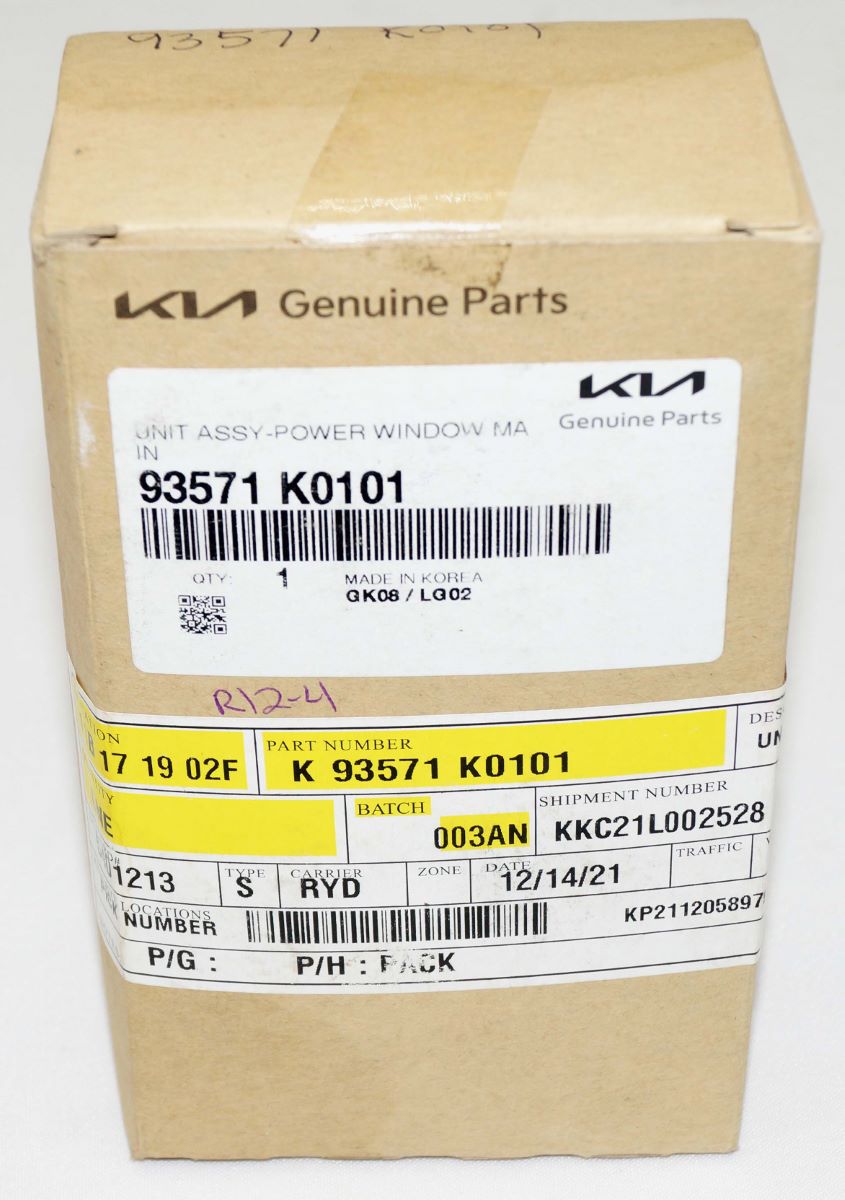 93571 K0101
KIA Genuine Parts
KIA
Genuine Parts
UNIT ASSY-POWER WINDOW MA
IN
93571 K0101
QTY: 1 MADE IN KOREA
GK08 / LG02
R12-4
PART NUMBER
17 19 02F K 93571 K0101
BATCH SHIPMENT NUMBER
003AN KKC21L002528
TYPE CARRIER ZONE DATE TRAFFIC
1213 S RYD 12/14/21
LOCATIONS
NUMBER KP211205897
P/G : P/H : PACK